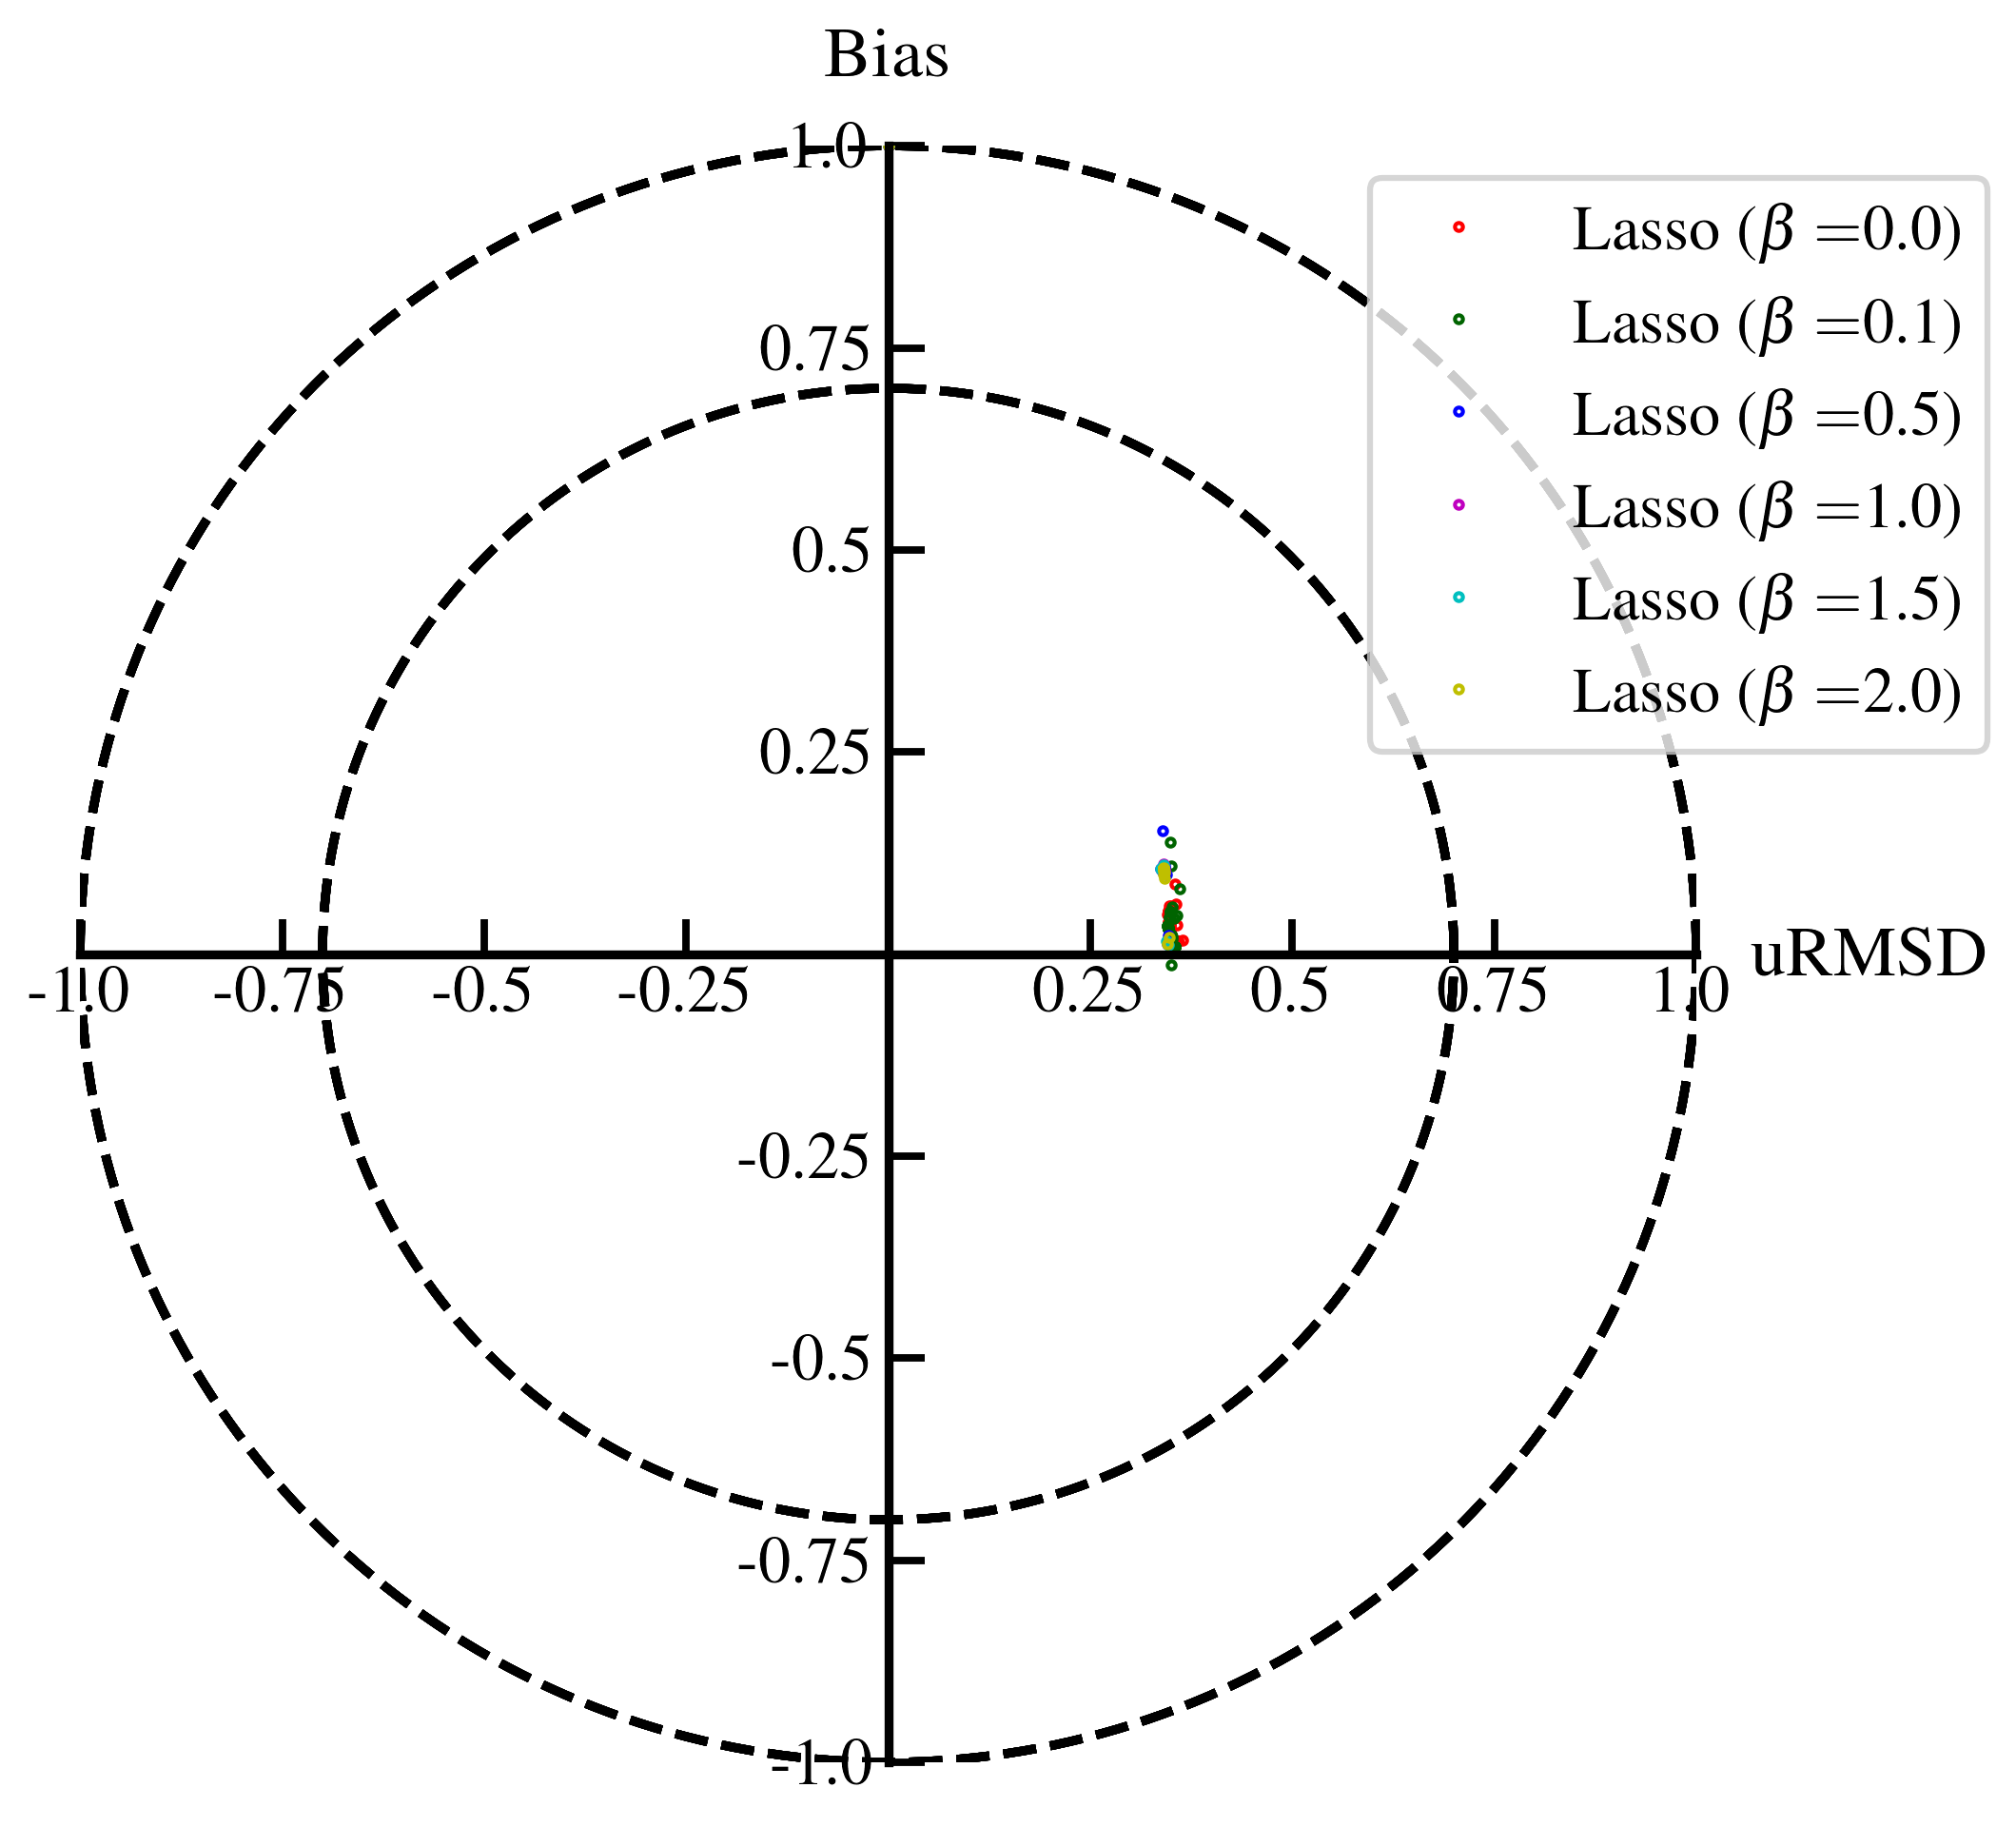 Bias
1.0
0.75
0.5
0.25
-0.25
-0.5
-0.75
-1.0
-1.0 -0.75 -0.5 -0.25 0.25 0.5 0.75 1.0
uRMSD
Lasso (β =0.0)
Lasso (β =0.1)
Lasso (β =0.5)
Lasso (β =1.0)
Lasso (β =1.5)
Lasso (β =2.0)